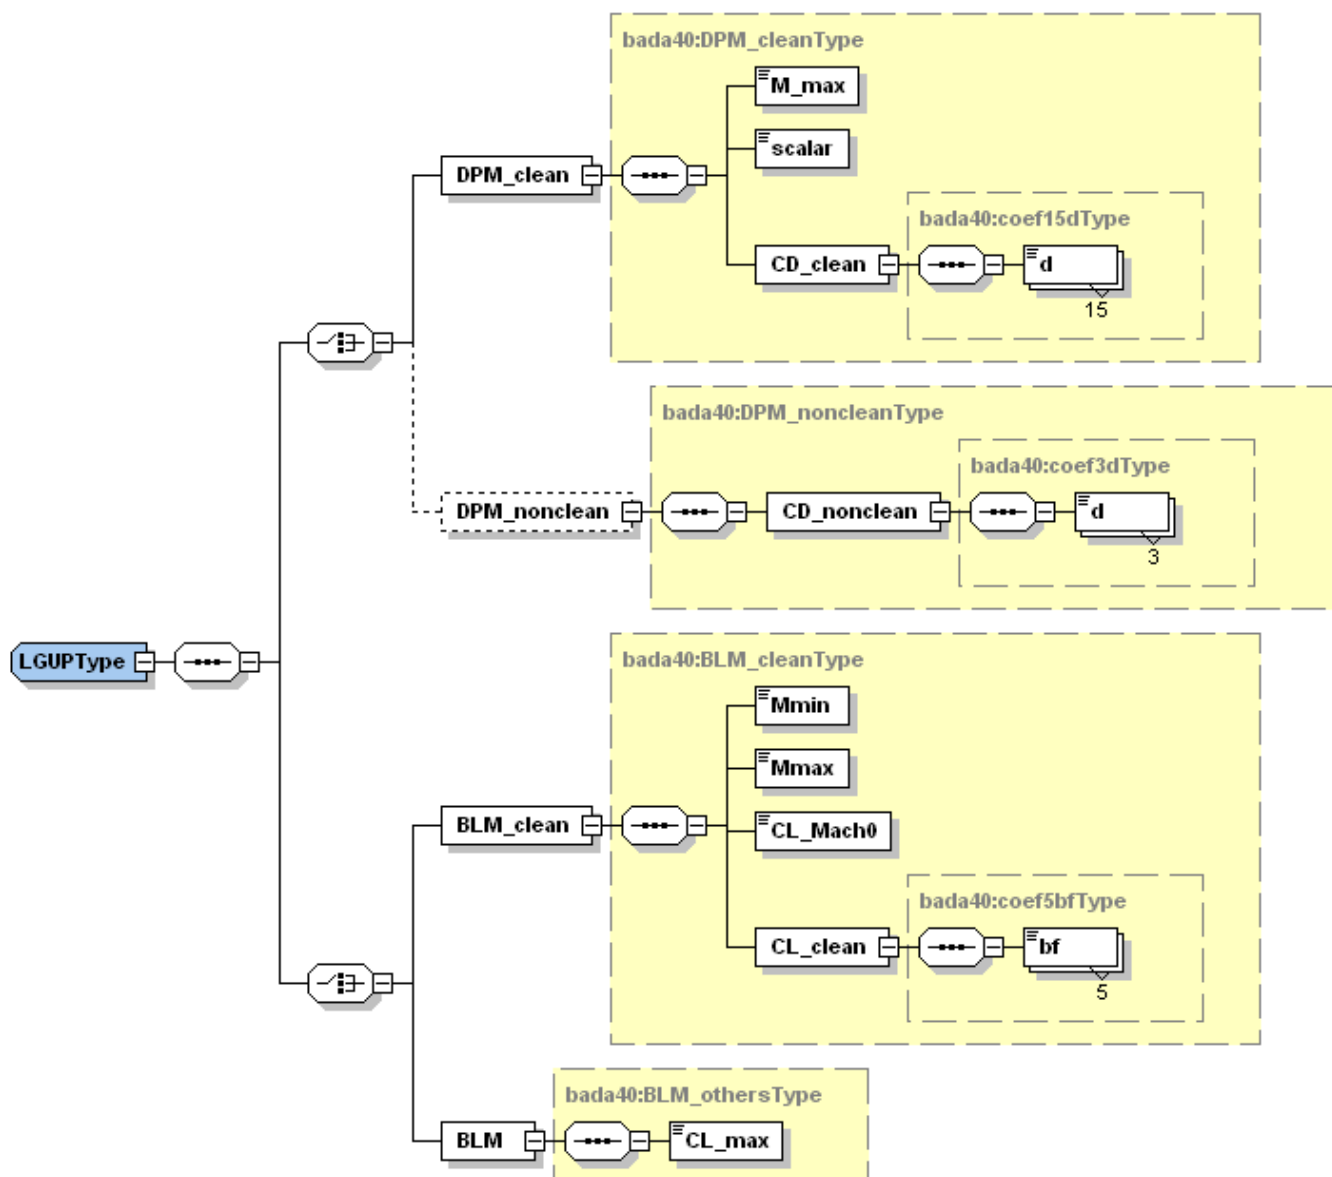 bada40:DPM_cleanType
M_max
scalar
DPM_clean
bada40:coef15dType
CD_clean
d
15
bada40:DPM_noncleanType
bada40:coef3dType
DPM_nonclean
CD_nonclean
d
3
LGUPType
bada40:BLM_cleanType
Mmin
Mmax
BLM_clean
CL_Mach0
bada40:coef5bfType
CL_clean
bf
5
bada40:BLM_othersType
BLM
CL_max